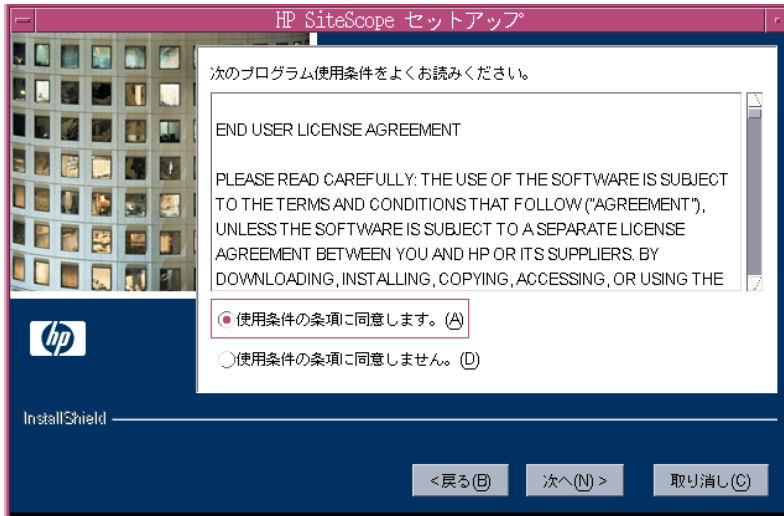 HP SiteScope セットアップ
次のプログラム使用条件をよくお読みください。
END USER LICENSE AGREEMENT
PLEASE READ CAREFULLY: THE USE OF THE SOFTWARE IS SUBJECT
TO THE TERMS AND CONDITIONS THAT FOLLOW ("AGREEMENT"),
UNLESS THE SOFTWARE IS SUBJECT TO A SEPARATE LICENSE
AGREEMENT BETWEEN YOU AND HP OR ITS SUPPLIERS. BY
DOWNLOADING, INSTALLING, COPYING, ACCESSING, OR USING THE
使用条件の条項に同意します。(A)
使用条件の条項に同意しません。(D)
hp
InstallShield
<戻る(B)
次へ(N) >
取り消し(C)